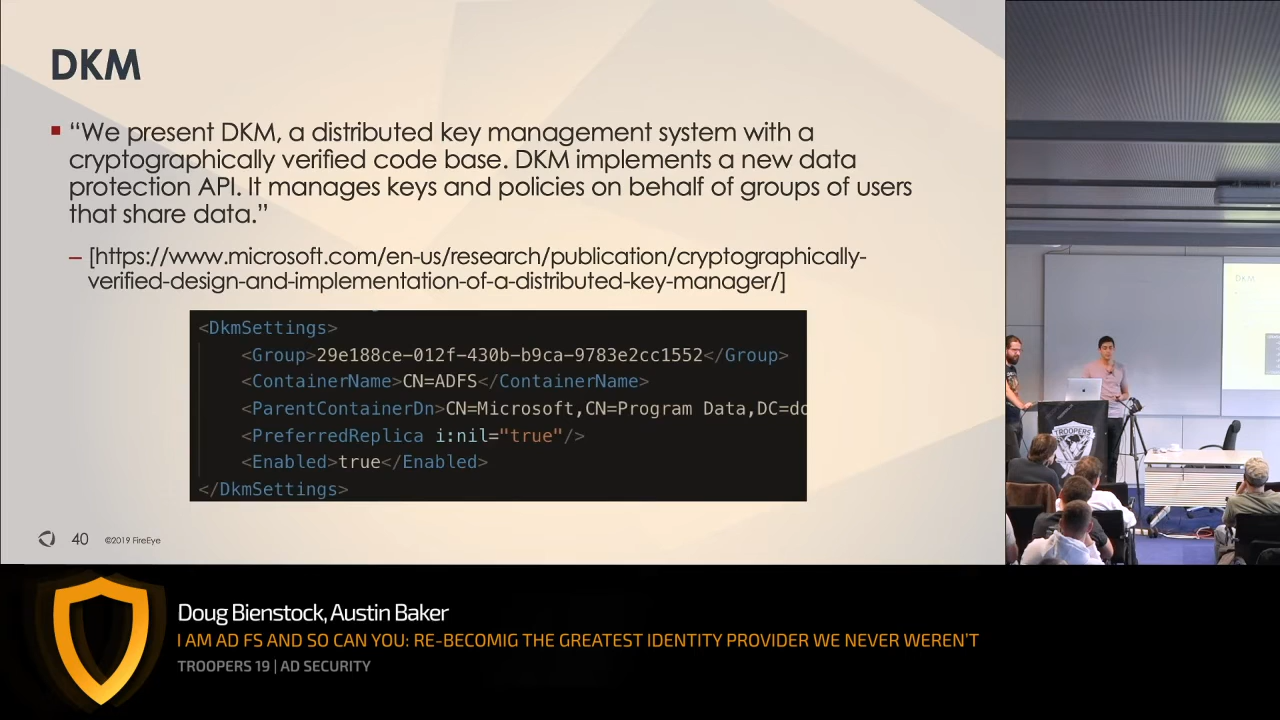 DKM
“We present DKM, a distributed key management system with a
cryptographically verified code base. DKM implements a new data
protection API. It manages keys and policies on behalf of groups of users
that share data.”
– [https://www.microsoft.com/en-us/research/publication/cryptographically-
verified-design-and-implementation-of-a-distributed-key-manager/]
<DkmSettings>
<Group>29e188ce-012f-430b-b9ca-9783e2cc1552</Group>
<ContainerName>CN=ADFS</ContainerName>
<ParentContainerDn>CN=Microsoft,CN=Program Data,DC=do
<PreferredReplica i:nil="true"/>
<Enabled>true</Enabled>
</DkmSettings>
40 ©2019 FireEye
DKM
TROOPERS
Doug Bienstock, Austin Baker
I AM AD FS AND SO CAN YOU: RE-BECOMIG THE GREATEST IDENTITY PROVIDER WE NEVER WEREN'T
TROOPERS 19 | AD SECURITY